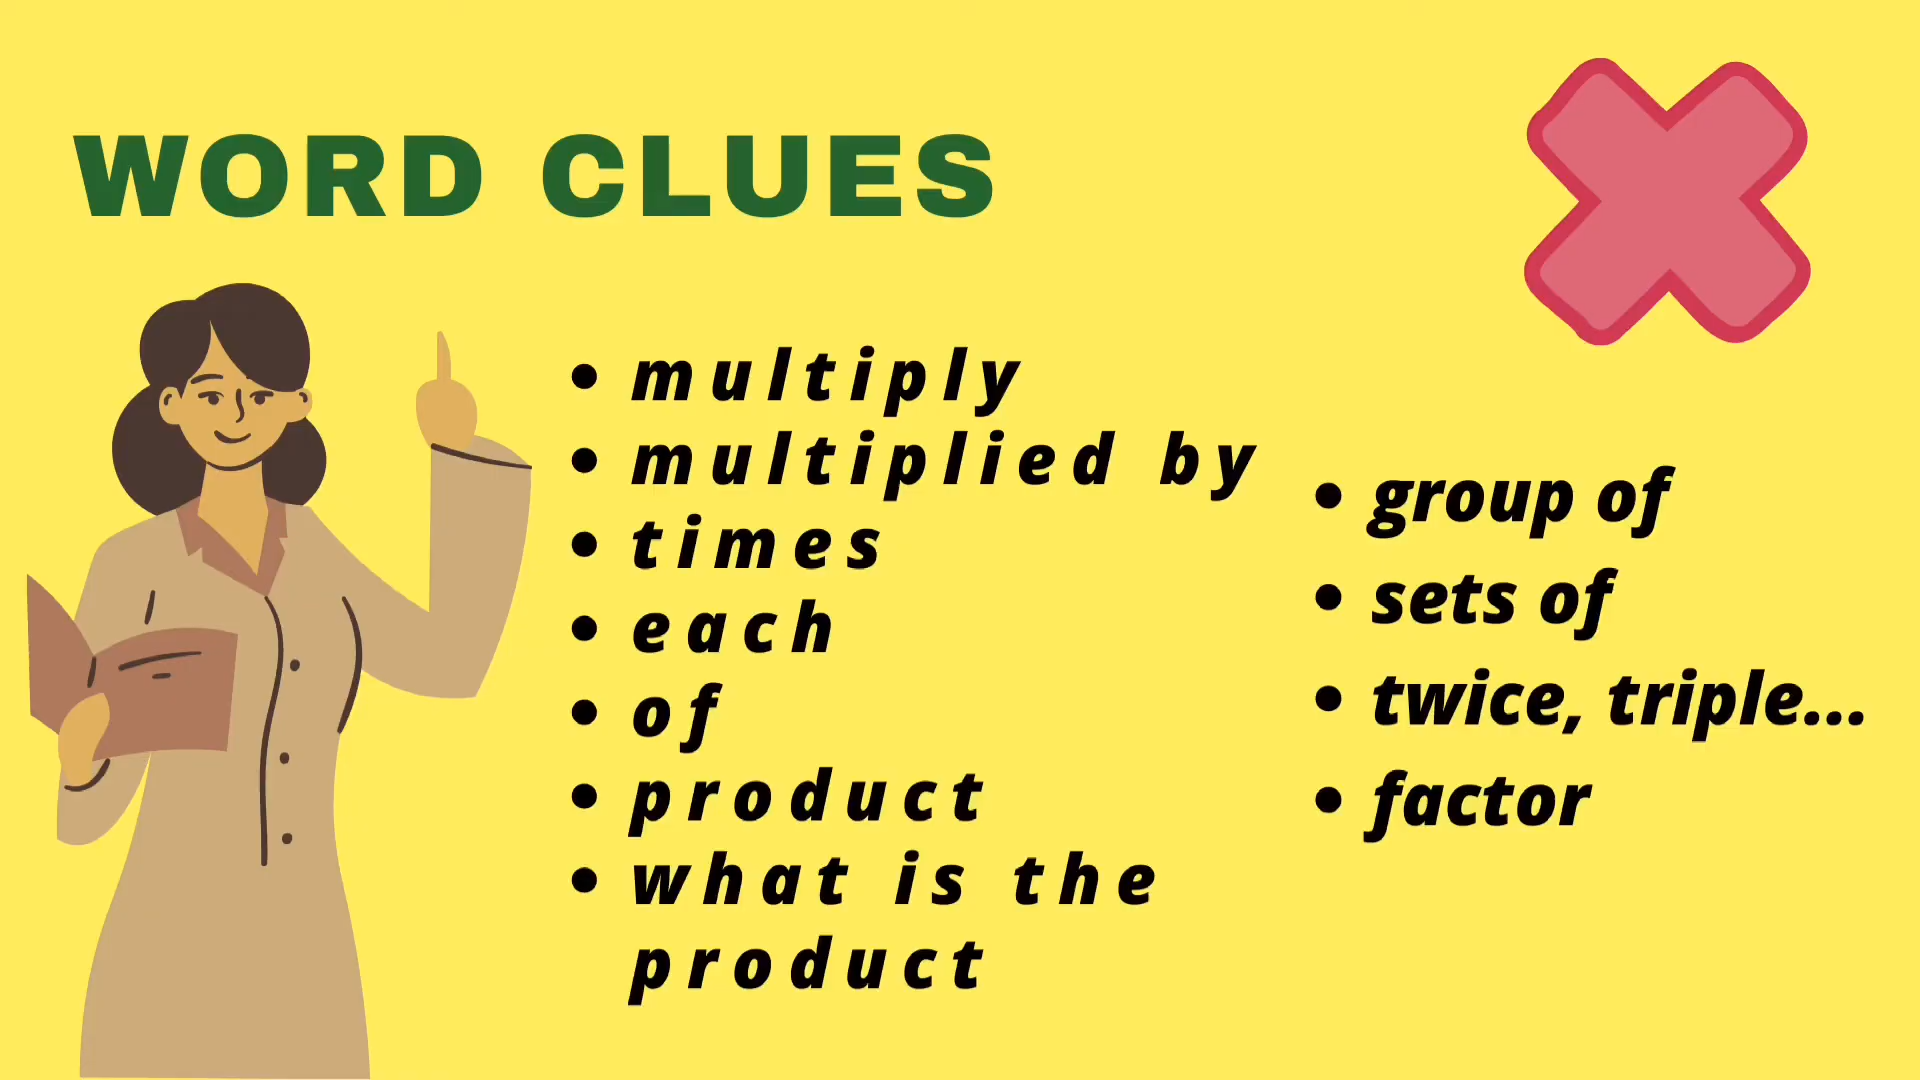 WORD CLUES
• multiply
• multiplied by
• times
• each
• of
• product
• what is the
product
• group of
• sets of
• twice, triple...
• factor